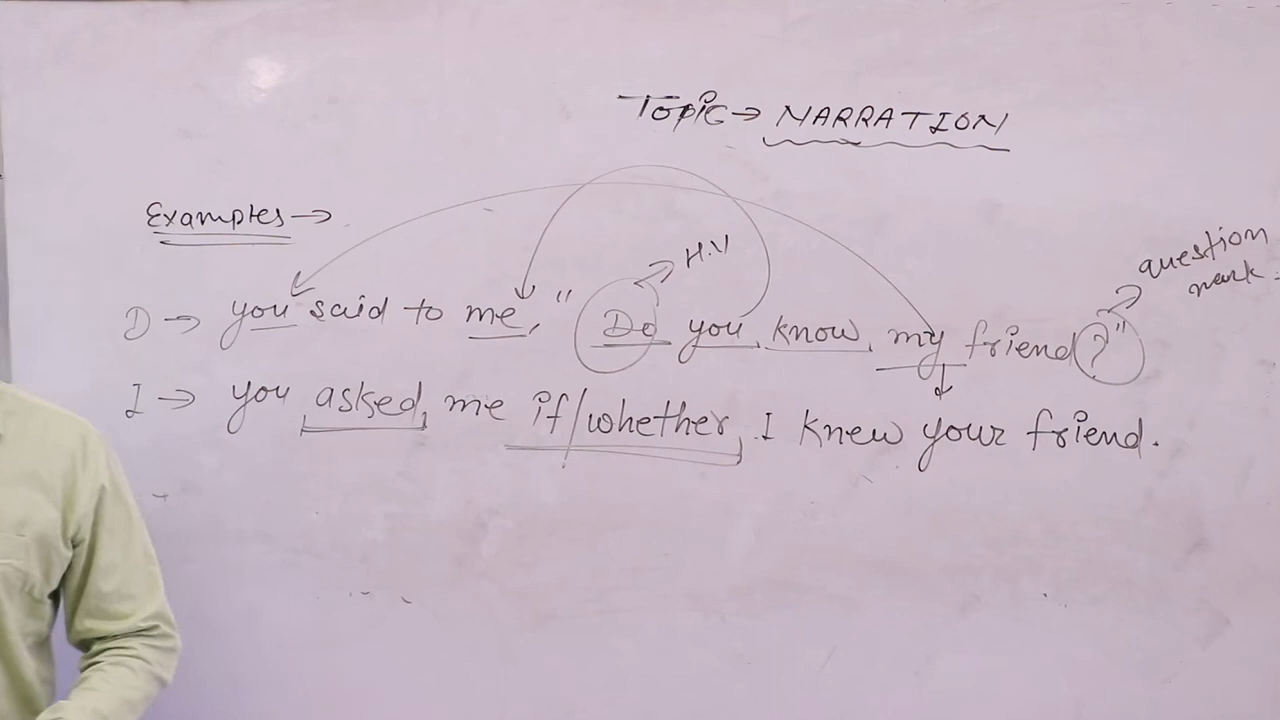 Topic → NARRATION
Examples →
H.V
question mark.
D → you said to me, " Do you know, my friend?"
I → you asked, me if/whether, I knew your friend.